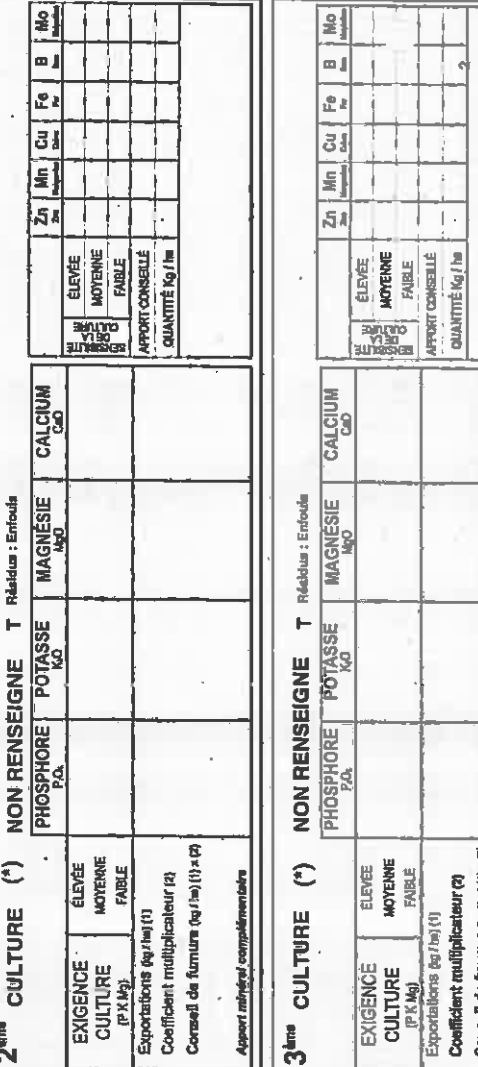 2ème CULTURE (*) NON RENSEIGNE T Résidus : Enfouis
PHOSPHORE P₂O₅ POTASSE K₂O MAGNÉSIE MgO CALCIUM CaO
Zn Mn Cu Fe B Mo
EXIGENCE CULTURE (P K Mg)
ÉLEVÉE
MOYENNE
FAIBLE
ÉLEVÉE
MOYENNE
FAIBLE
Exportations (kg / ha) (1)
Coefficient multiplicateur (2)
Conseil de fumure (kg / ha) (1) x (2)
Apport minéral complémentaire
APPORT CONSEILLÉ
QUANTITÉ Kg / ha
3ème CULTURE (*) NON RENSEIGNE T Résidus : Enfouis
PHOSPHORE P₂O₅ POTASSE K₂O MAGNÉSIE MgO CALCIUM CaO
Zn Mn Cu Fe B Mo
EXIGENCE CULTURE (P K Mg)
ÉLEVÉE
MOYENNE
FAIBLE
ÉLEVÉE
MOYENNE
FAIBLE
Exportations (kg / ha) (1)
Coefficient multiplicateur (2)
APPORT CONSEILLÉ
QUANTITÉ Kg / ha